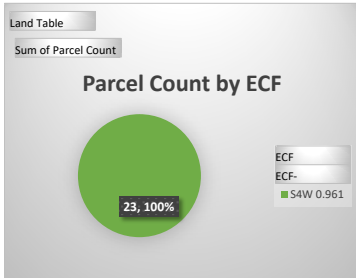 Land Table
Sum of Parcel Count
Parcel Count by ECF
23, 100%
ECF
ECF-
S4W 0.961